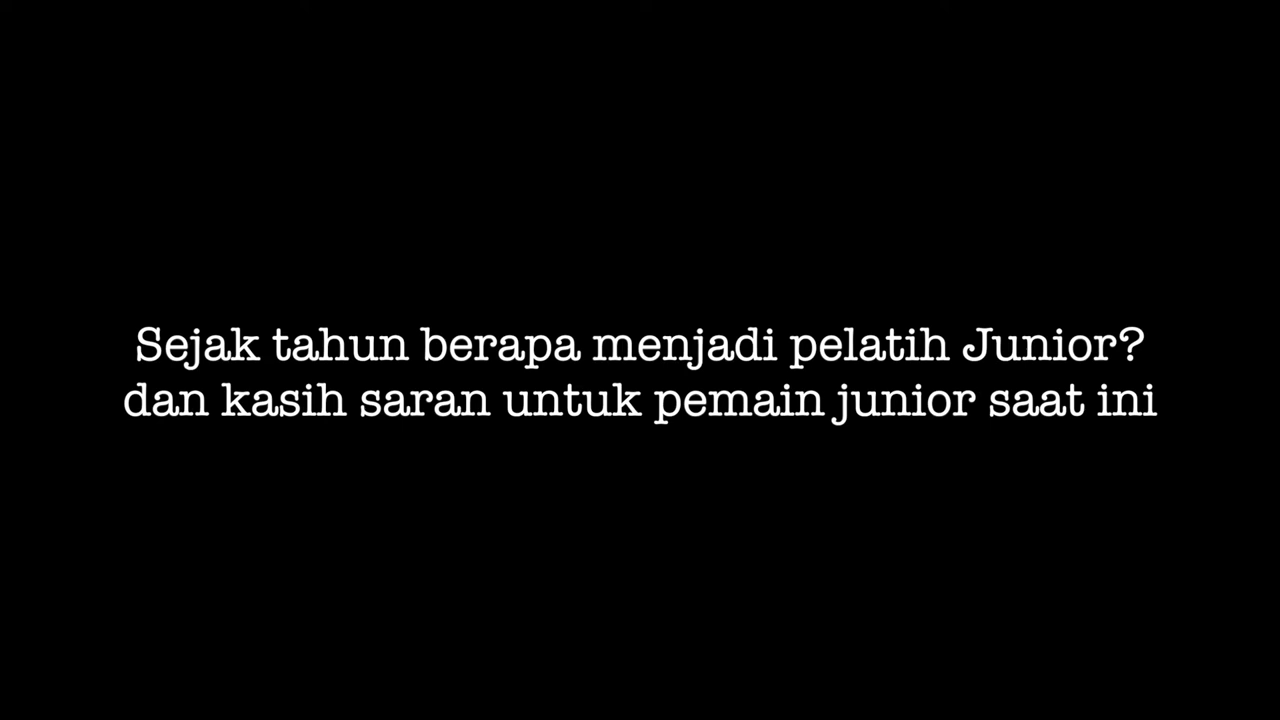 Sejak tahun berapa menjadi pelatih Junior?
dan kasih saran untuk pemain junior saat ini